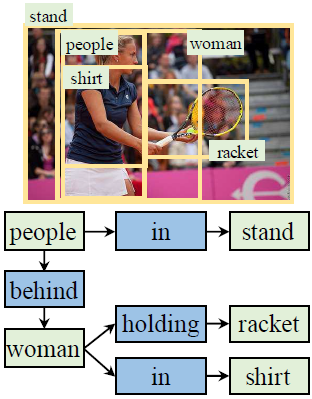 stand
people woman
shirt
racket
people in stand
behind
holding racket
woman
in shirt